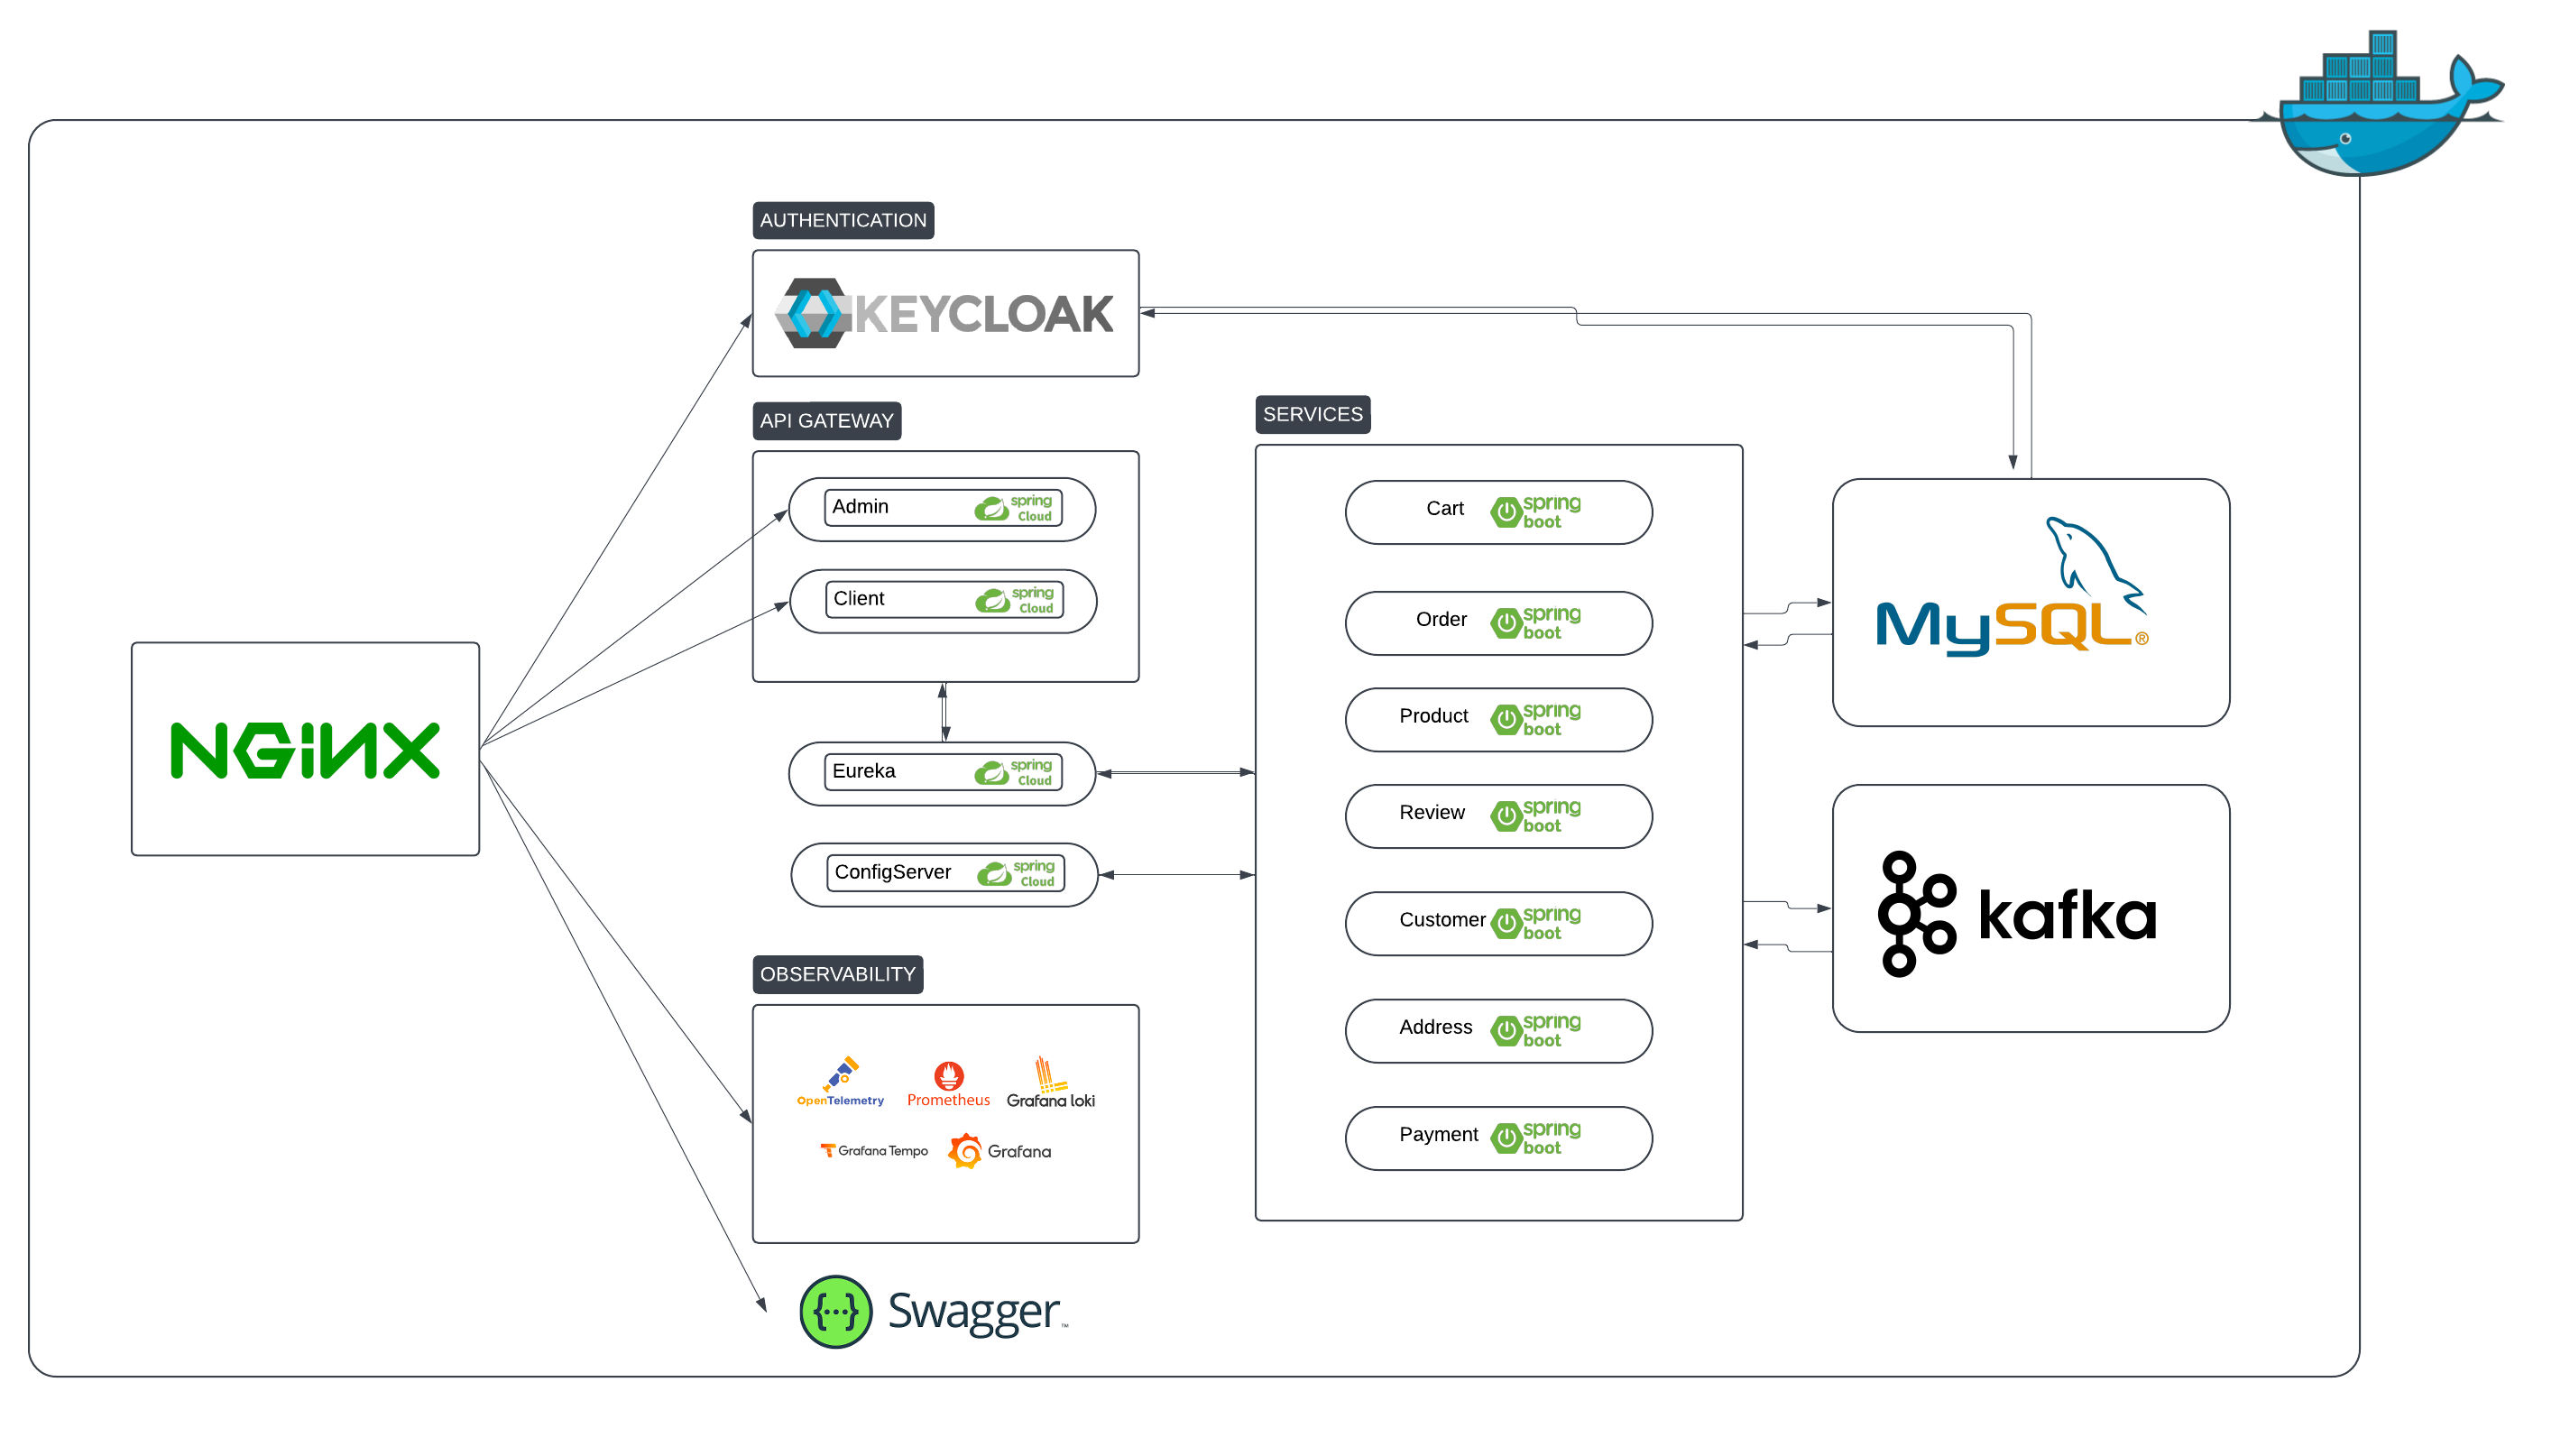 AUTHENTICATION
KEYCLOAK
API GATEWAY
Admin
spring
Cloud
Client
spring
Cloud
NGINX
Eureka
spring
Cloud
ConfigServer
spring
Cloud
OBSERVABILITY
OpenTelemetry
Prometheus
Grafana loki
Grafana Tempo
Grafana
{···} Swagger™
SERVICES
Cart
spring
boot
Order
spring
boot
Product
spring
boot
Review
spring
boot
Customer
spring
boot
Address
spring
boot
Payment
spring
boot
MySQL®
kafka